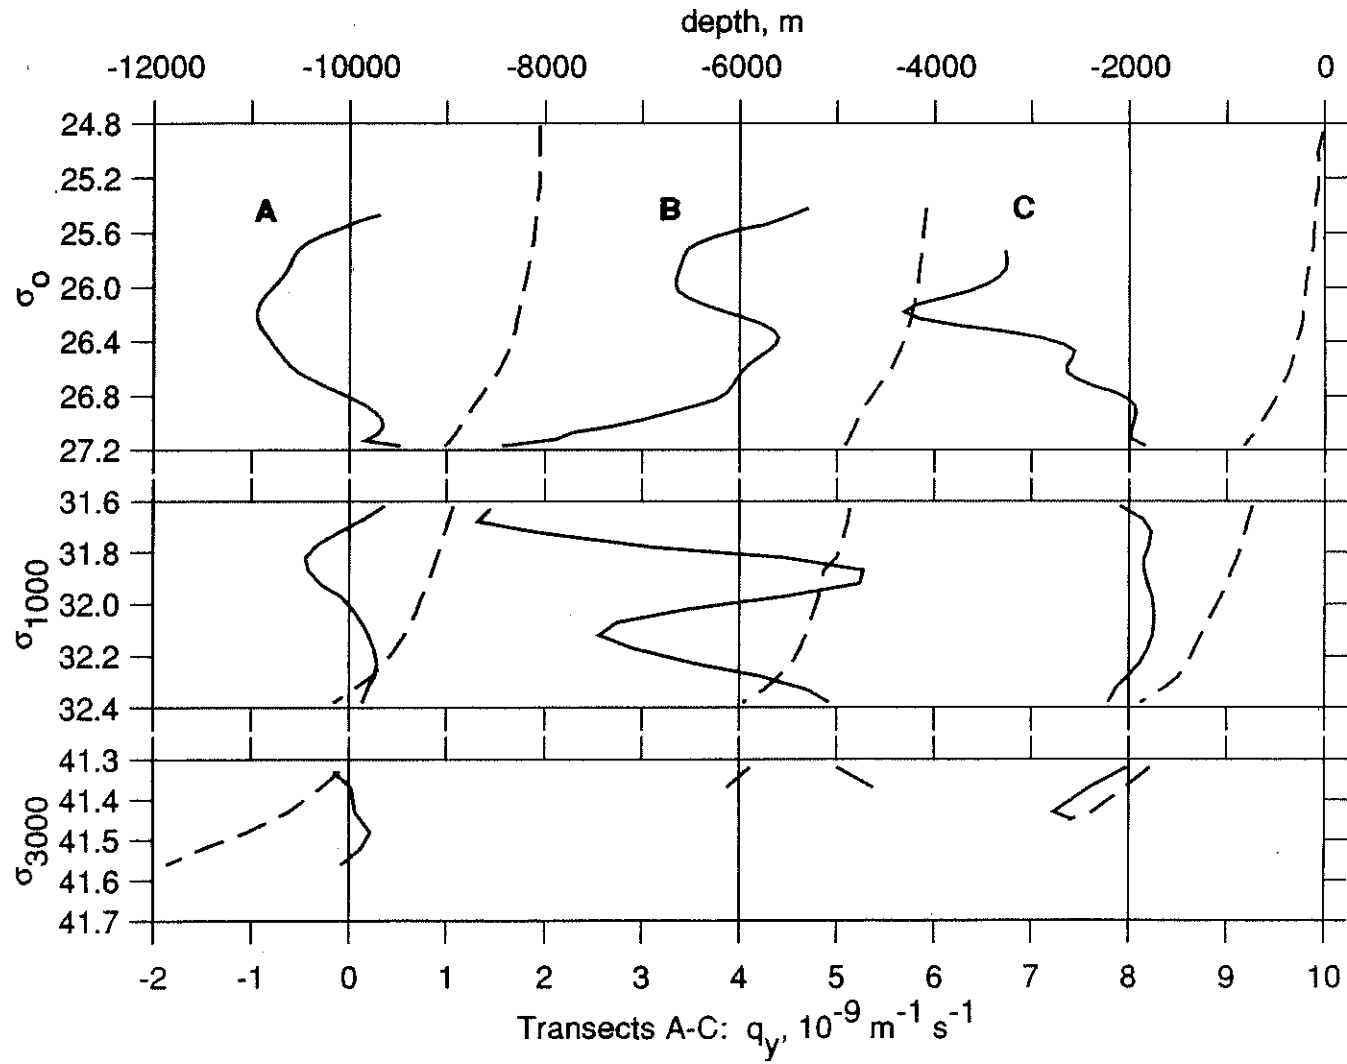 depth, m
-12000 -10000 -8000 -6000 -4000 -2000 0
24.8
25.2
A B C
25.6
σo
26.0
26.4
26.8
27.2
31.6
31.8
σ1000
32.0
32.2
32.4
41.3
41.4
σ3000
41.5
41.6
41.7
-2 -1 0 1 2 3 4 5 6 7 8 9 10
Transects A-C: qy, 10-9 m-1 s-1